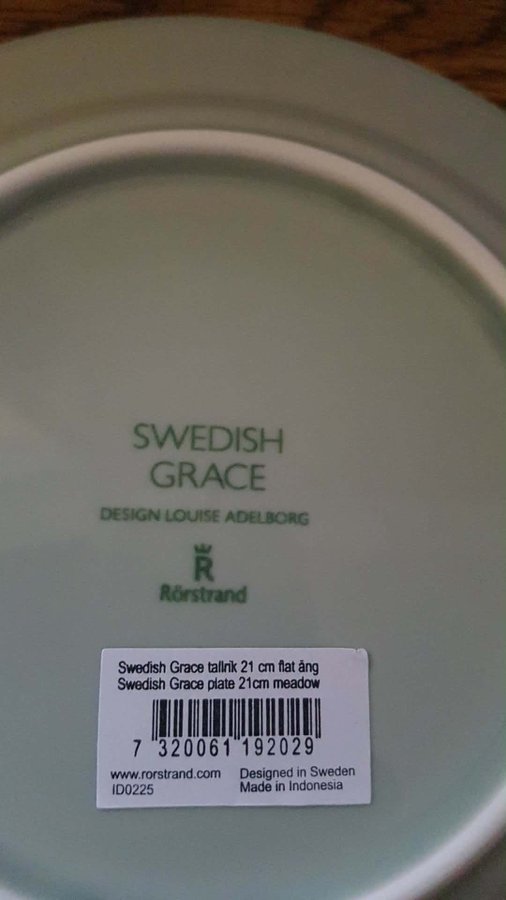 SWEDISH
GRACE
DESIGN LOUISE ADELBORG
R
Rörstrand
Swedish Grace tallrik 21 cm flat äng
Swedish Grace plate 21cm meadow
7 320061 192029
www.rorstrand.com Designed in Sweden
ID0225 Made in Indonesia